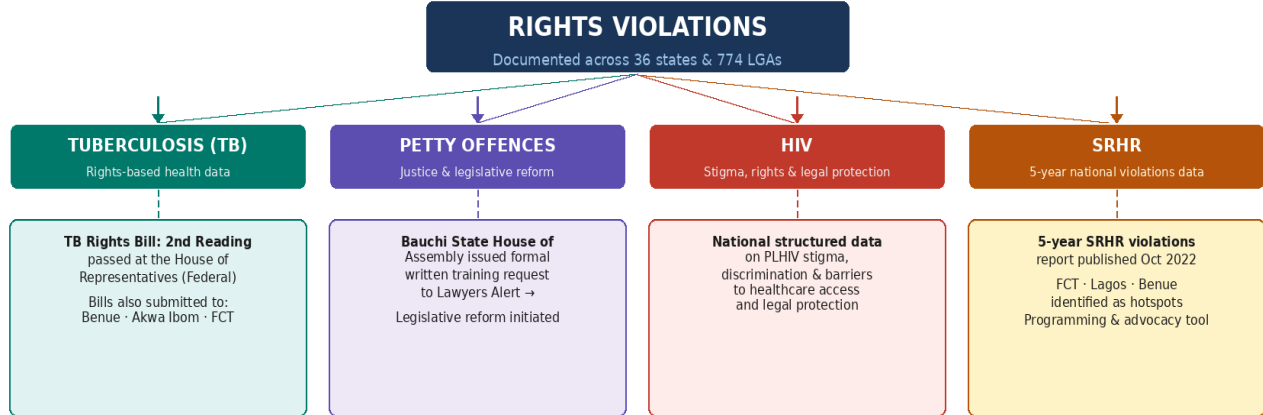 RIGHTS VIOLATIONS
Documented across 36 states & 774 LGAs
TUBERCULOSIS (TB)
Rights-based health data
PETTY OFFENCES
Justice & legislative reform
HIV
Stigma, rights & legal protection
SRHR
5-year national violations data
TB Rights Bill: 2nd Reading
passed at the House of
Representatives (Federal)
Bills also submitted to:
Benue · Akwa Ibom · FCT
Bauchi State House of
Assembly issued formal
written training request
to Lawyers Alert →
Legislative reform initiated
National structured data
on PLHIV stigma,
discrimination & barriers
to healthcare access
and legal protection
5-year SRHR violations
report published Oct 2022
FCT · Lagos · Benue
identified as hotspots
Programming & advocacy tool